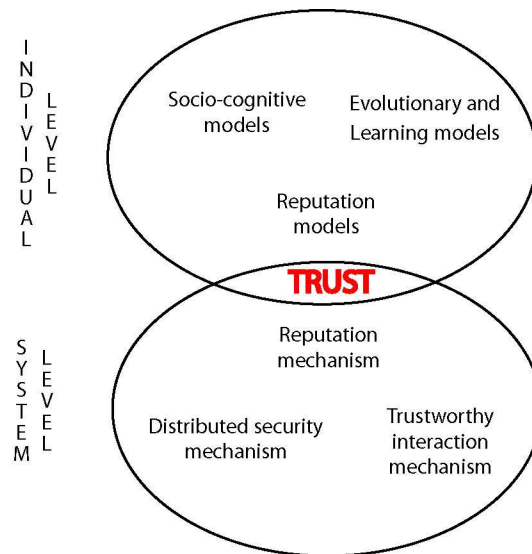 INDIVIDUAL
LEVEL
Socio-cognitive
models
Evolutionary and
Learning models
Reputation
models
TRUST
SYSTEM
LEVEL
Reputation
mechanism
Distributed security
mechanism
Trustworthy
interaction
mechanism